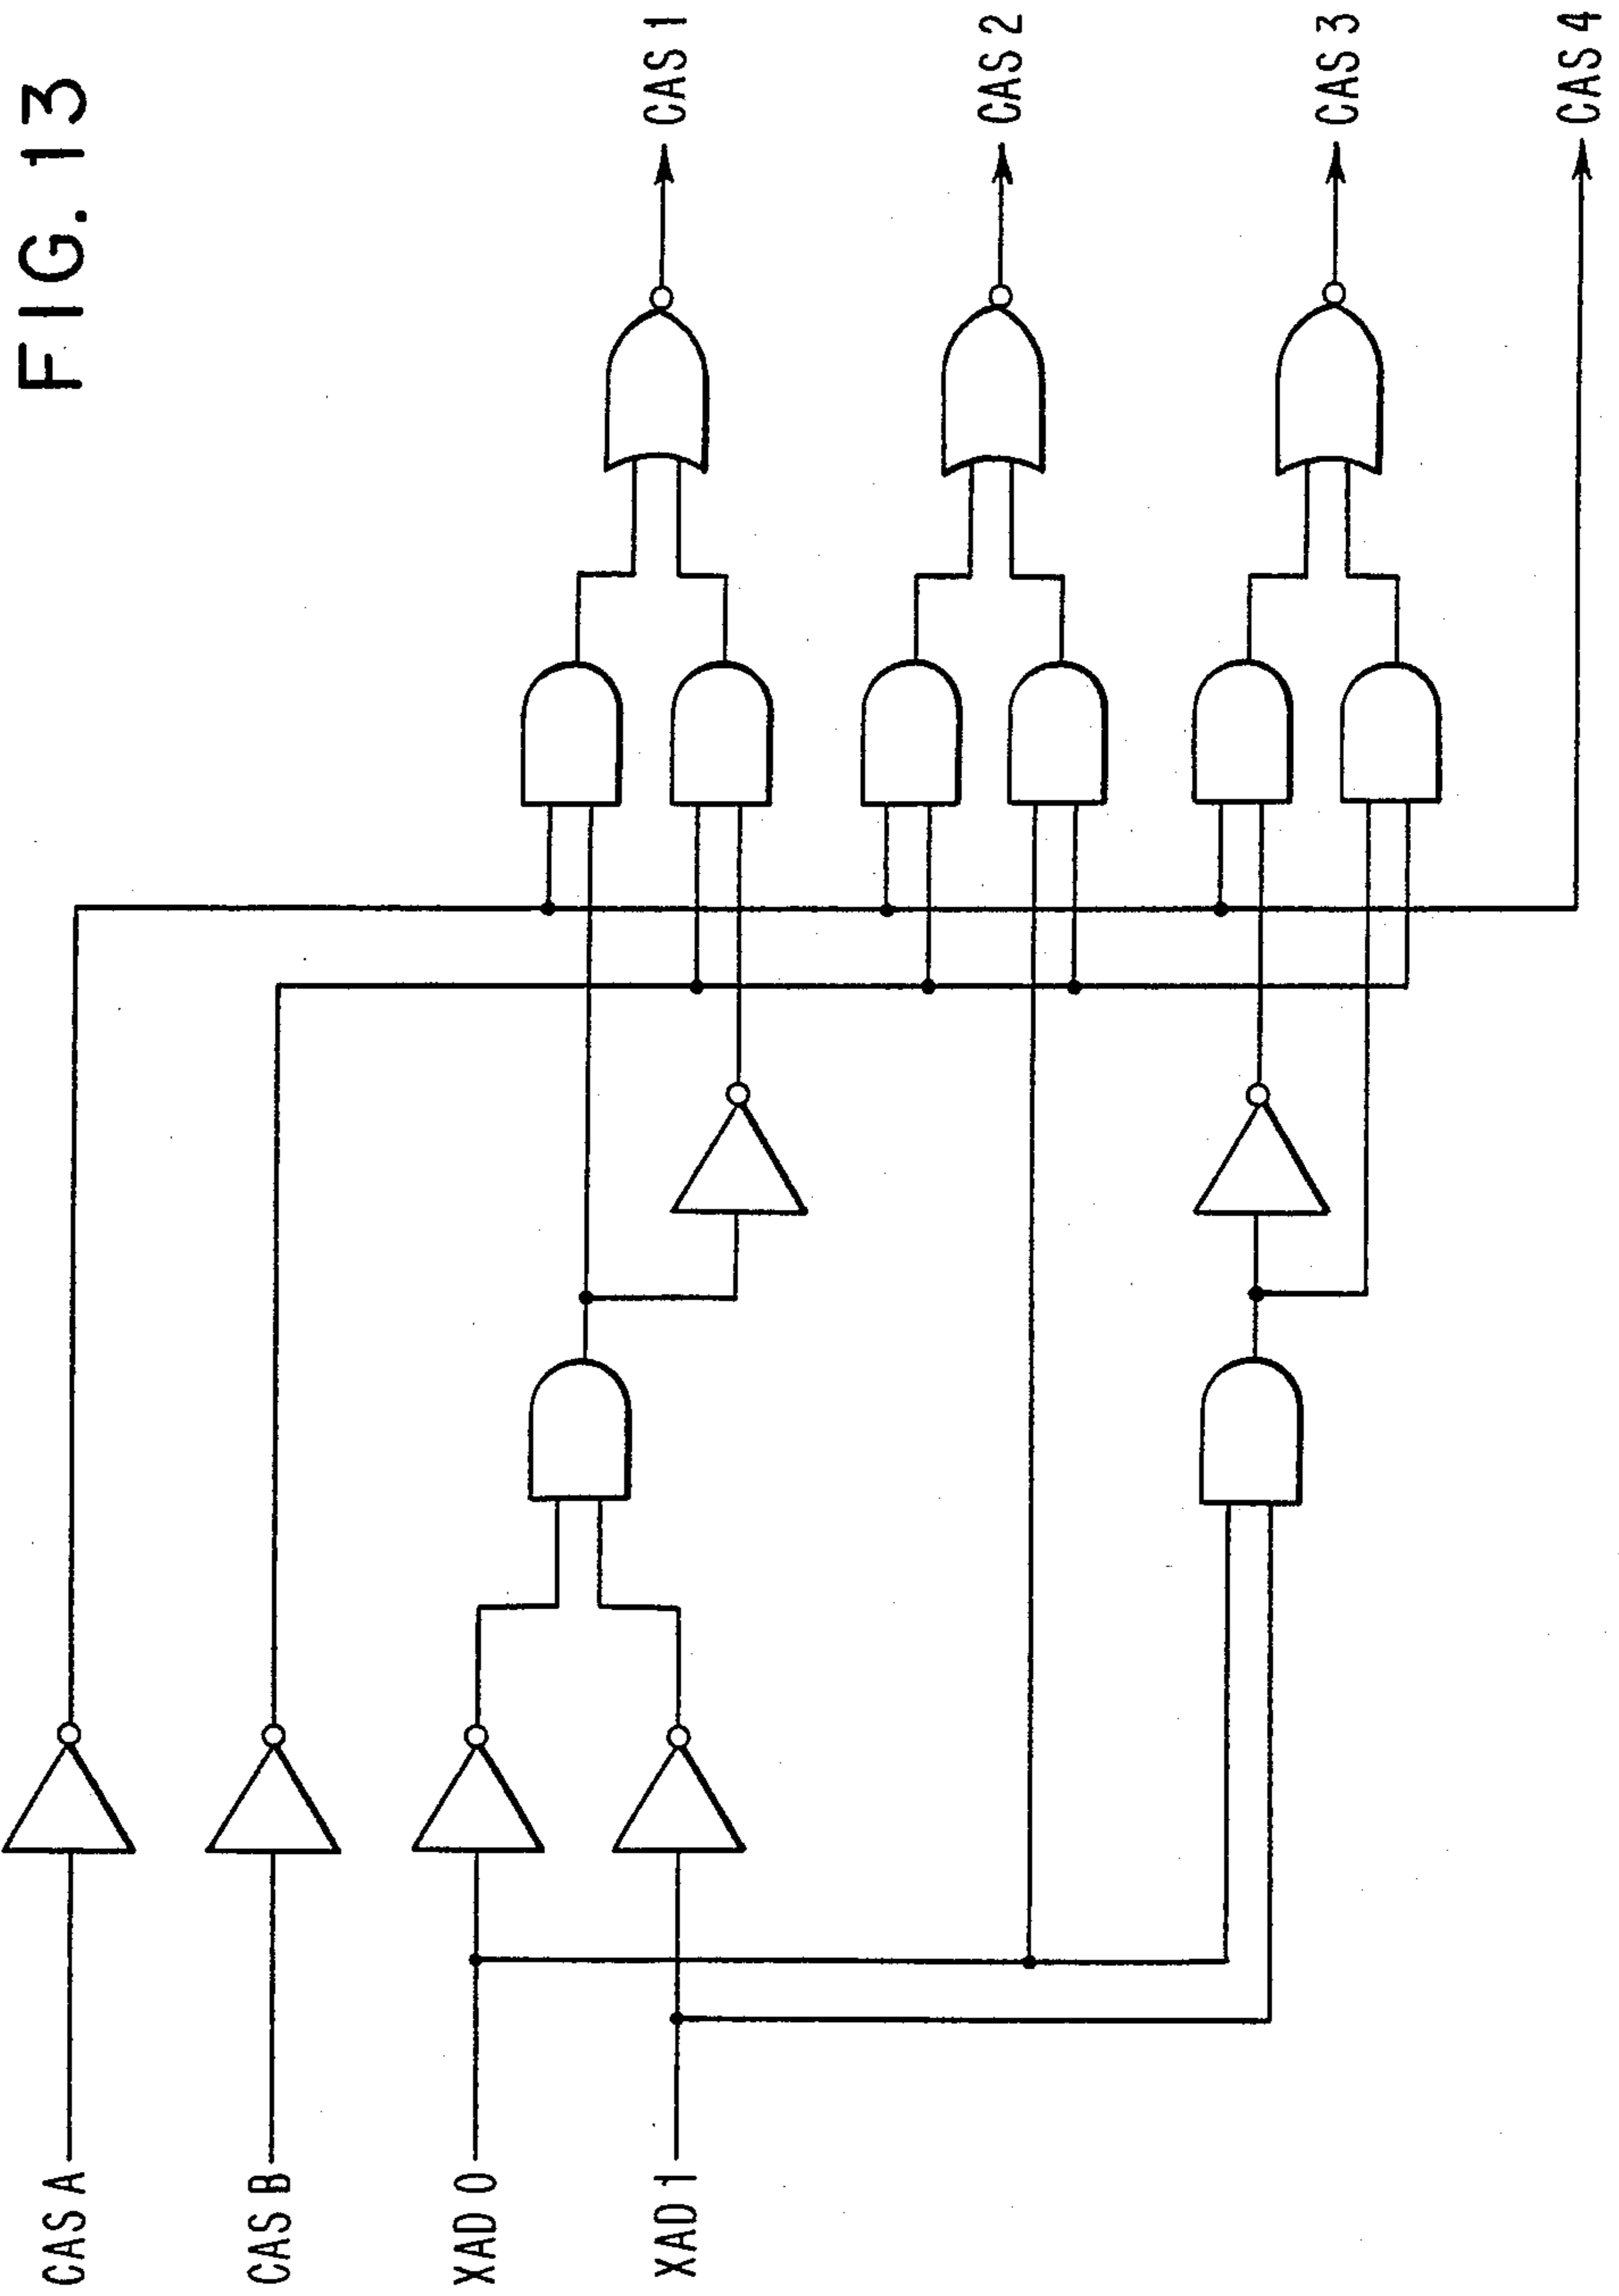 FIG. 13
CAS A
CAS B
XAD 0
XAD 1
CAS 1
CAS 2
CAS 3
CAS 4